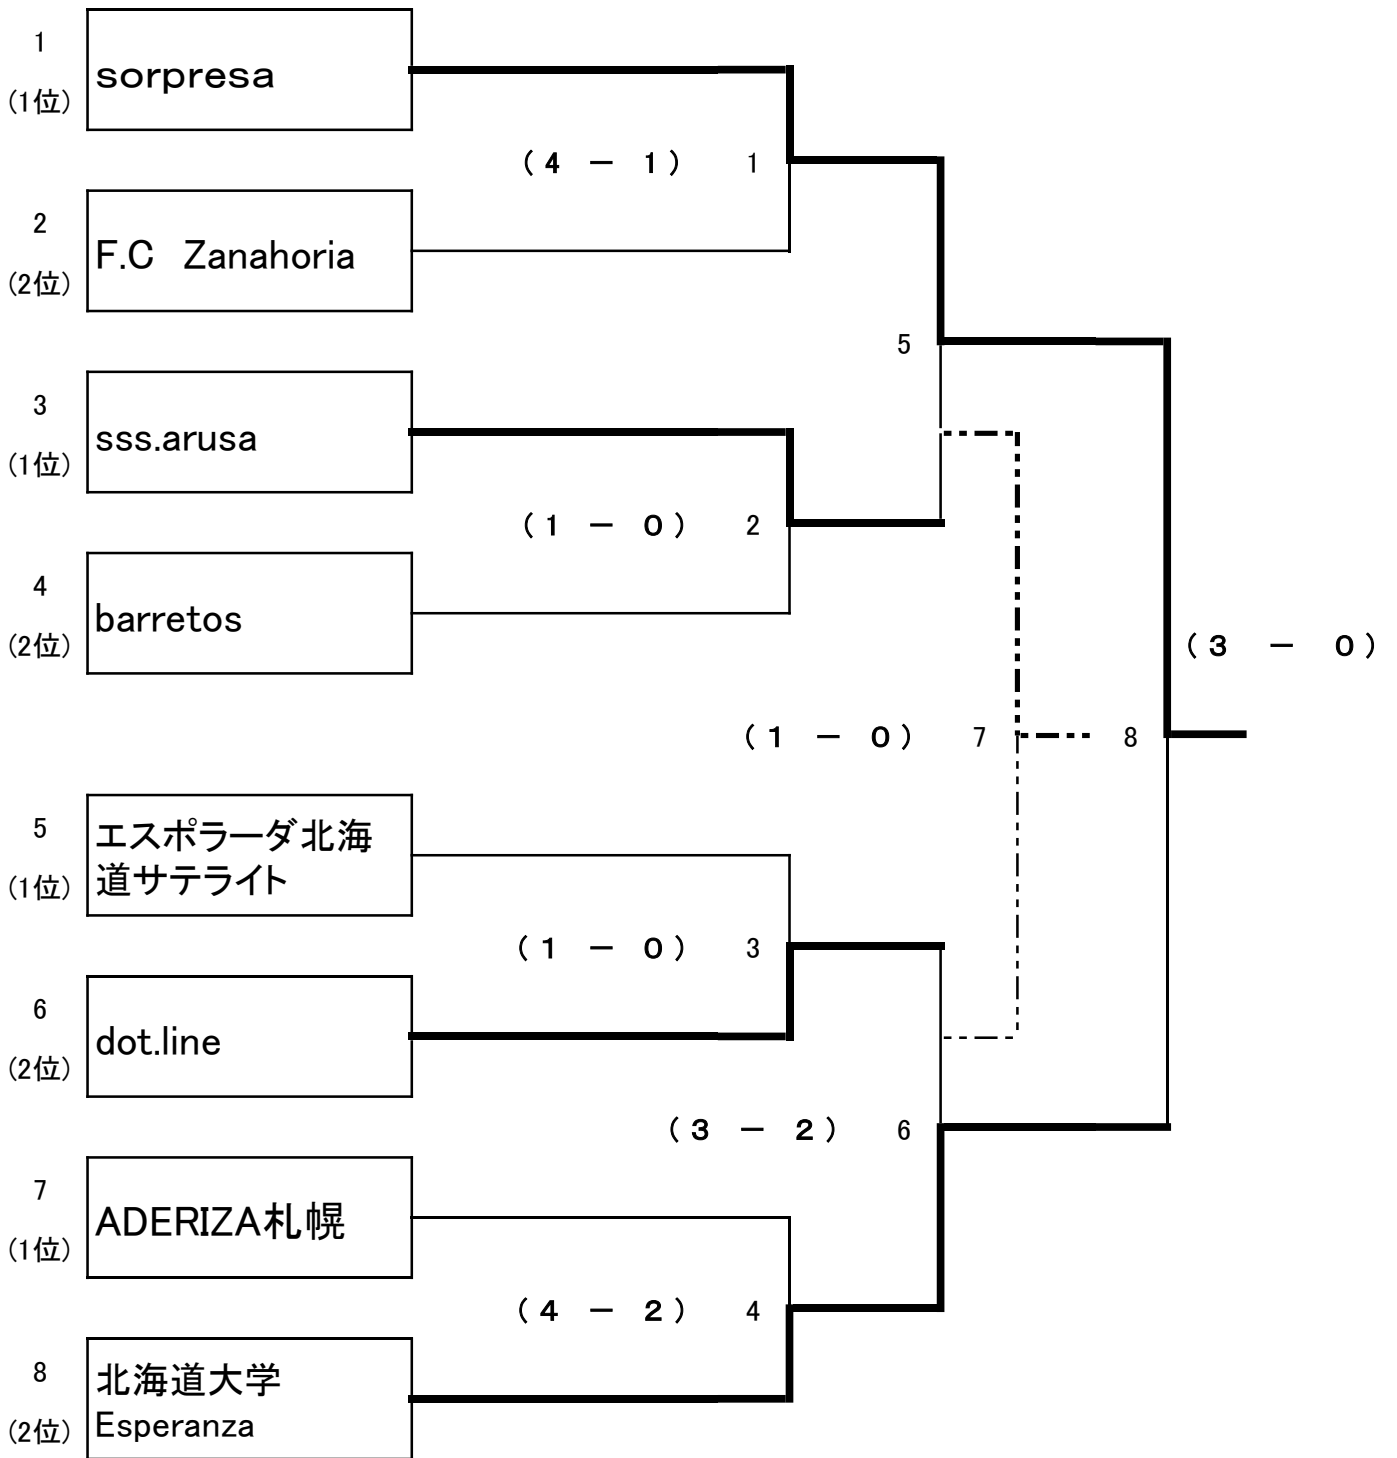 1
(1位)
sorpresa
(４　－　１)　1
2
(2位)
F.C　Zanahoria
5
3
(1位)
sss.arusa
(１　－　０)　2
4
(2位)
barretos
(３　－　０)
(１　－　０)　7
8
5
(1位)
エスポラーダ北海
道サテライト
(１　－　０)　3
6
(2位)
dot.line
(３　－　２)　6
7
(1位)
ADERIZA札幌
(４　－　２)　4
8
(2位)
北海道大学
Esperanza